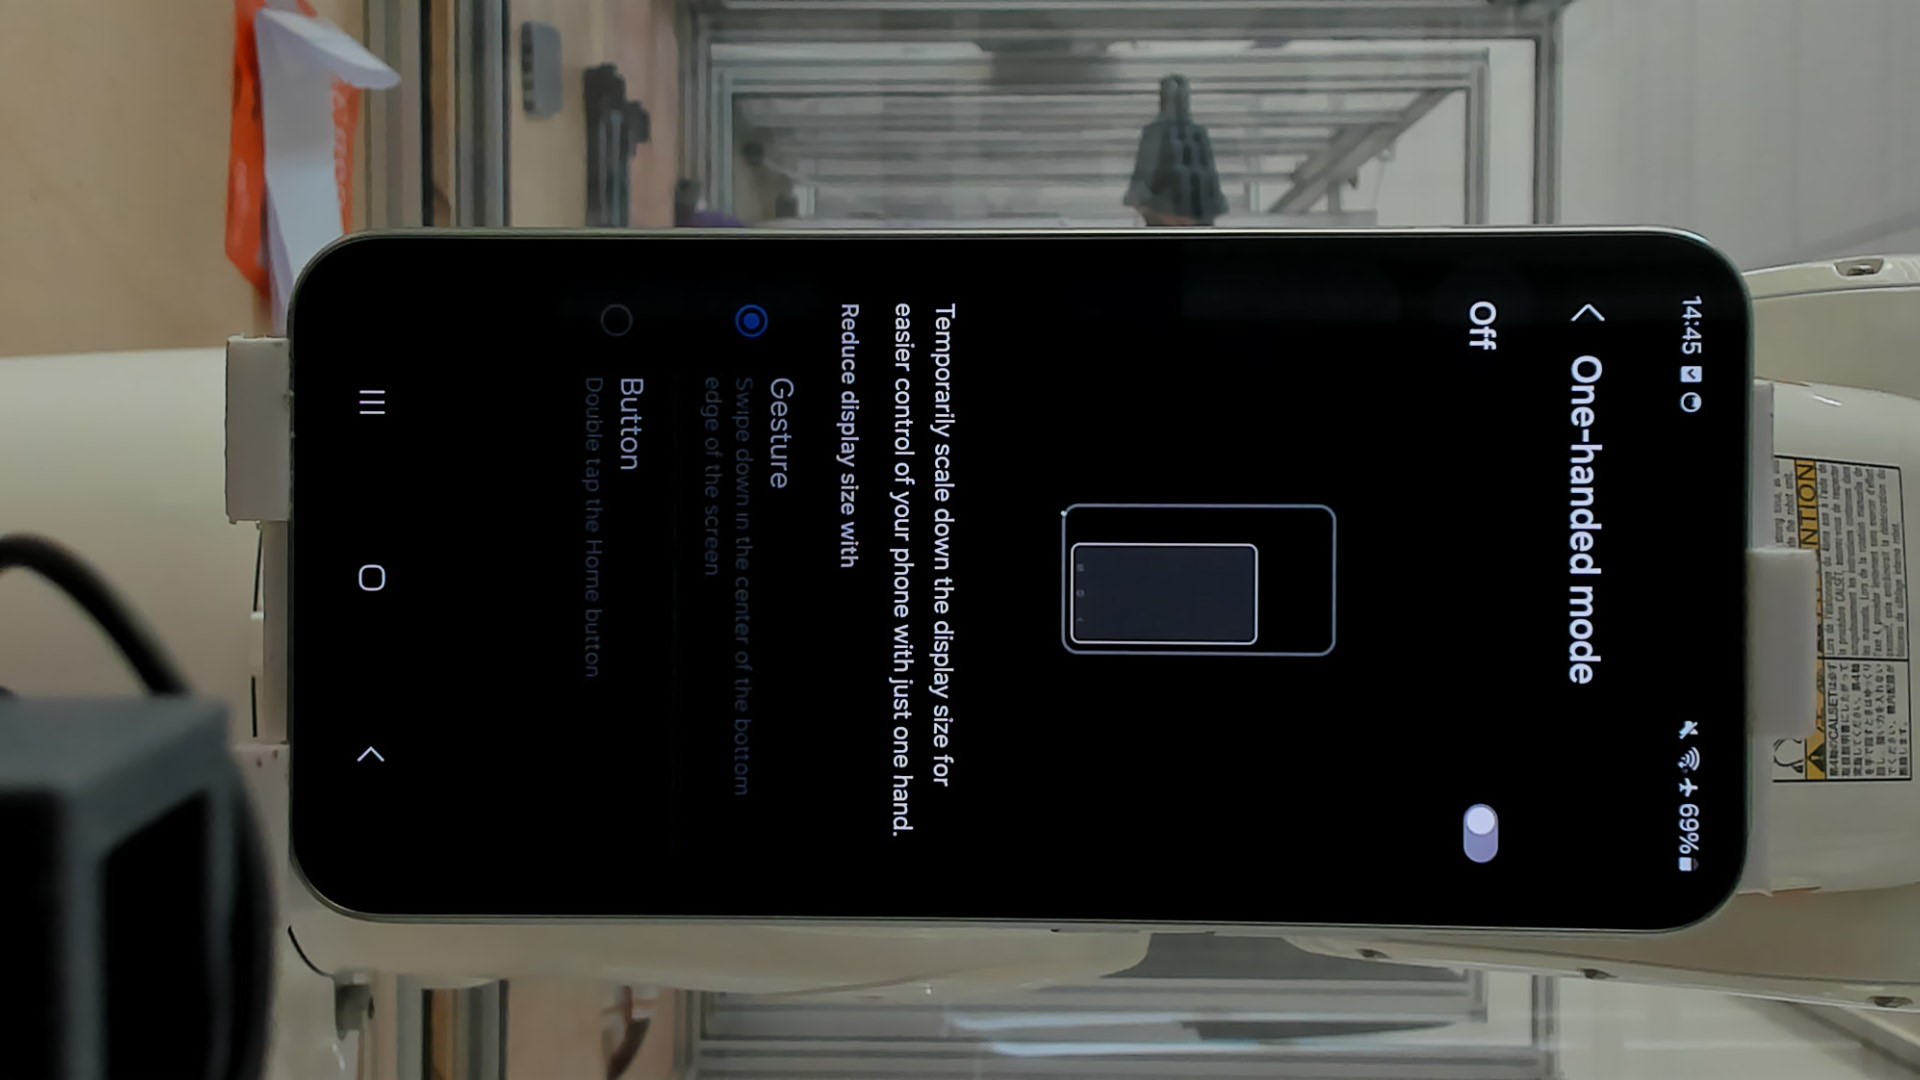 14:45
69%
One-handed mode
Off
Temporarily scale down the display size for
easier control of your phone with just one hand.
Reduce display size with
Gesture
Swipe down in the center of the bottom
edge of the screen
Button
Double tap the Home button